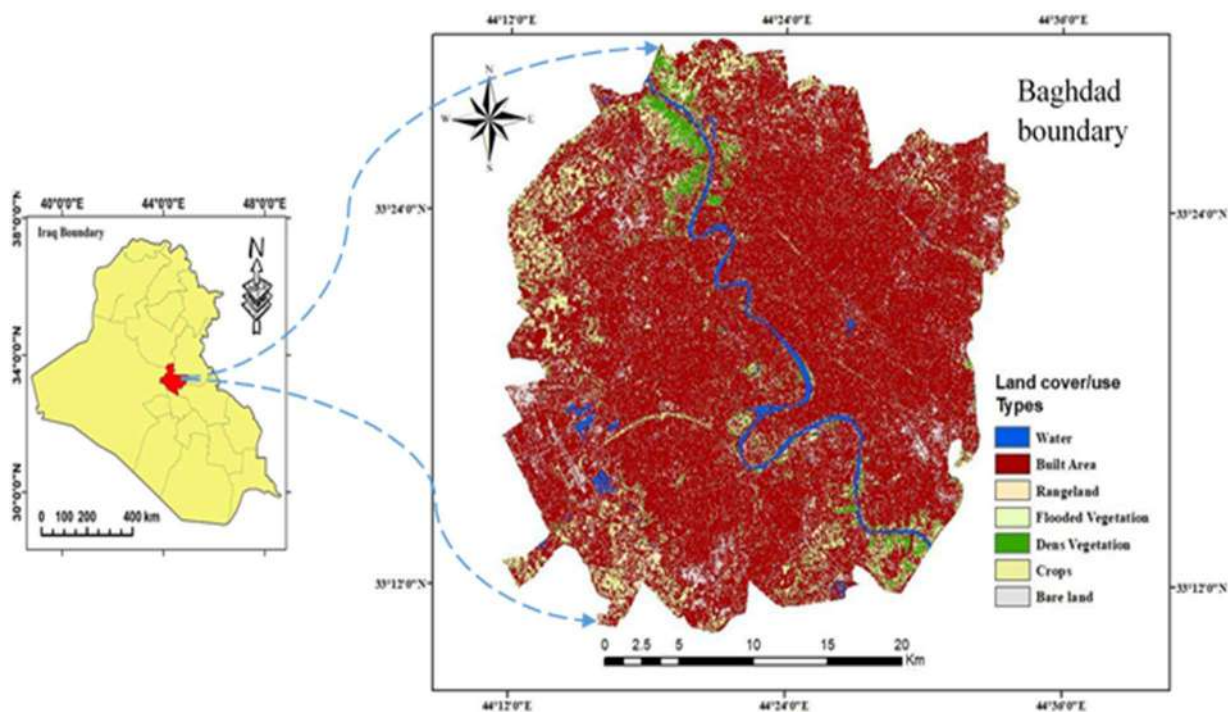 44°12'0"E 44°24'0"E 44°36'0"E
Baghdad
boundary
N
W E
S
33°24'0"N 33°24'0"N
40°0'0"E 44°0'0"E 48°0'0"E
38°0'0"N
Iraq Boundary
N
34°0'0"N
30°0'0"N
0 100 200 400 km
Land cover/use
Types
Water
Built Area
Rangeland
Flooded Vegetation
Dens Vegetation
Crops
Bare land
33°12'0"N 33°12'0"N
0 2.5 5 10 15 20
Km
44°12'0"E 44°24'0"E 44°36'0"E